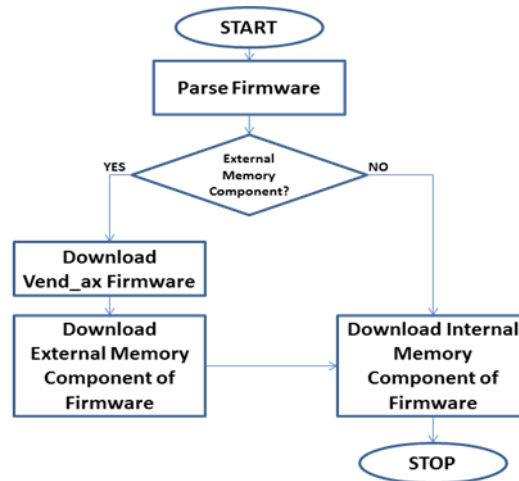 START
Parse Firmware
External
Memory
Component?
YES
NO
Download
Vend_ax Firmware
Download
External Memory
Component of
Firmware
Download Internal
Memory
Component of
Firmware
STOP